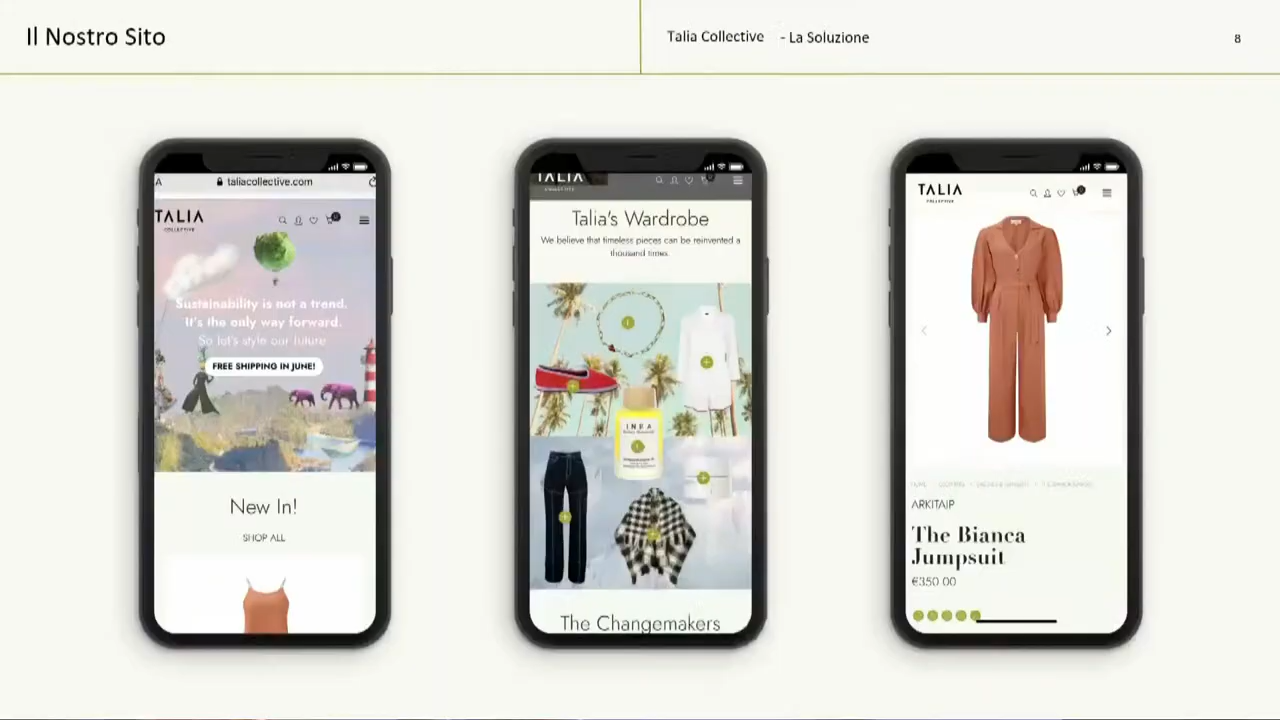 Il Nostro Sito
Talia Collective - La Soluzione
8
A
taliacollective.com
TALIA
COLLECTIVE
Sustainability is not a trend.
It's the only way forward.
So let's style our future
FREE SHIPPING IN JUNE!
New In!
SHOP ALL
TALIA
Talia's Wardrobe
We believe that timeless pieces can be reinvented a
thousand times.
INBA
The Changemakers
TALIA
COLLECTIVE
HOME
ARKITAIP
The Bianca
Jumpsuit
€350.00